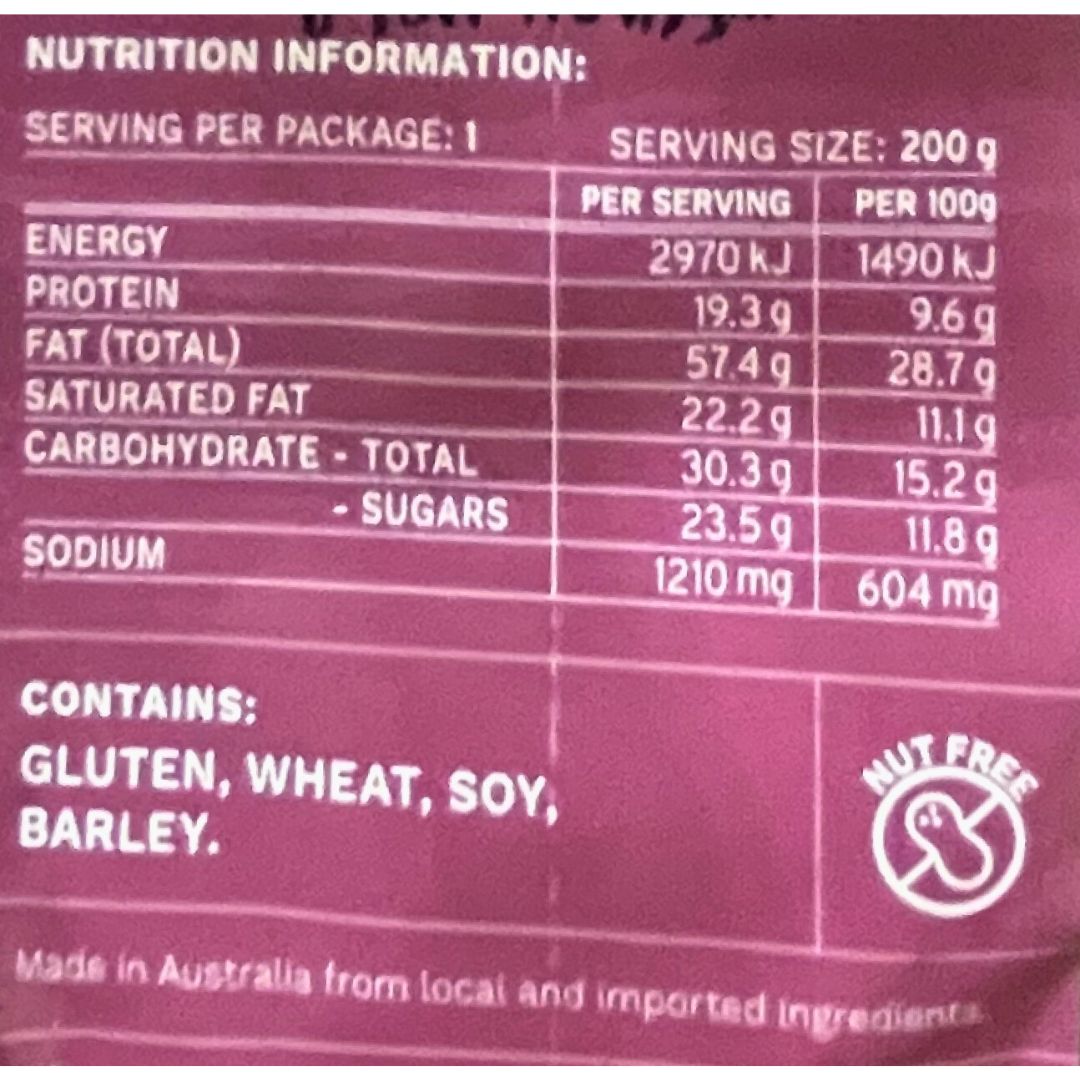 NUTRITION INFORMATION:
SERVING PER PACKAGE: 1 SERVING SIZE: 200 g
PER SERVING PER 100g
ENERGY 2970 kJ 1490 kJ
PROTEIN 19.3 g 9.6 g
FAT (TOTAL) 57.4 g 28.7 g
SATURATED FAT 22.2 g 11.1 g
CARBOHYDRATE - TOTAL 30.3 g 15.2 g
- SUGARS 23.5 g 11.8 g
SODIUM 1210 mg 604 mg
CONTAINS:
GLUTEN, WHEAT, SOY,
BARLEY.
NUT FREE
Made in Australia from local and imported ingredients.